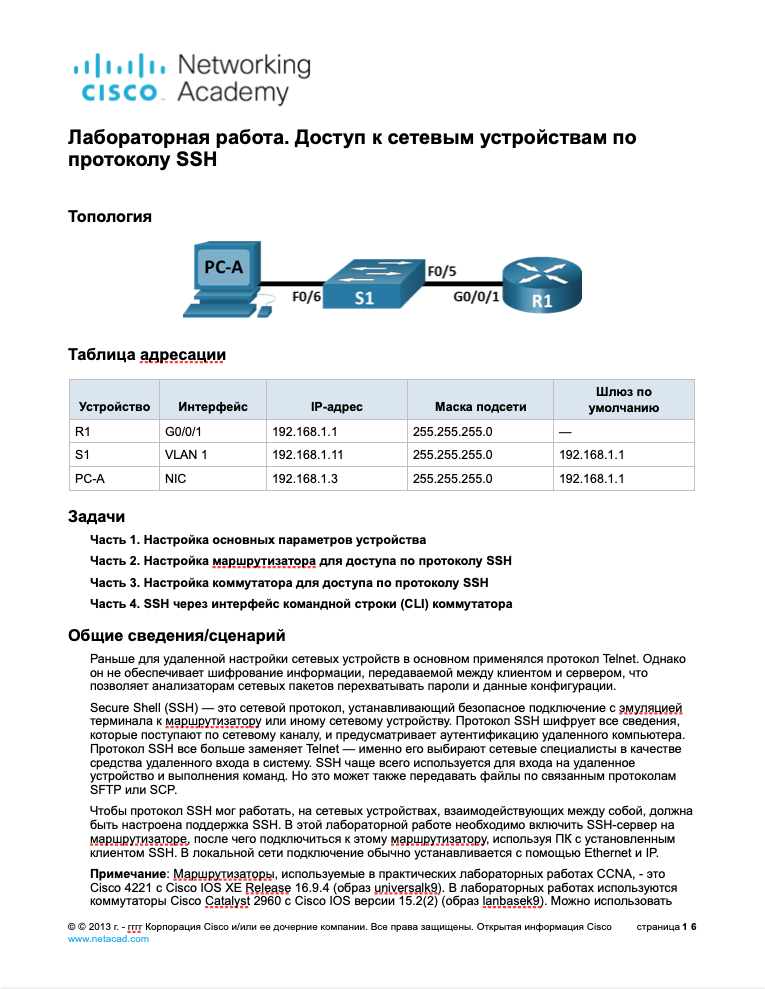 Networking
CISCO Academy
Лабораторная работа. Доступ к сетевым устройствам по
протоколу SSH
Топология
PC-A
F0/6
S1
F0/5
G0/0/1
R1
Таблица адресации
Устройство Интерфейс IP-адрес Маска подсети Шлюз по умолчанию
R1 G0/0/1 192.168.1.1 255.255.255.0 —
S1 VLAN 1 192.168.1.11 255.255.255.0 192.168.1.1
PC-A NIC 192.168.1.3 255.255.255.0 192.168.1.1
Задачи
Часть 1. Настройка основных параметров устройства
Часть 2. Настройка маршрутизатора для доступа по протоколу SSH
Часть 3. Настройка коммутатора для доступа по протоколу SSH
Часть 4. SSH через интерфейс командной строки (CLI) коммутатора
Общие сведения/сценарий
Раньше для удаленной настройки сетевых устройств в основном применялся протокол Telnet. Однако
он не обеспечивает шифрование информации, передаваемой между клиентом и сервером, что
позволяет анализаторам сетевых пакетов перехватывать пароли и данные конфигурации.
Secure Shell (SSH) — это сетевой протокол, устанавливающий безопасное подключение с эмуляцией
терминала к маршрутизатору или иному сетевому устройству. Протокол SSH шифрует все сведения,
которые поступают по сетевому каналу, и предусматривает аутентификацию удаленного компьютера.
Протокол SSH все больше заменяет Telnet — именно его выбирают сетевые специалисты в качестве
средства удаленного входа в систему. SSH чаще всего используется для входа на удаленное
устройство и выполнения команд. Но это может также передавать файлы по связанным протоколам
SFTP или SCP.
Чтобы протокол SSH мог работать, на сетевых устройствах, взаимодействующих между собой, должна
быть настроена поддержка SSH. В этой лабораторной работе необходимо включить SSH-сервер на
маршрутизаторе, после чего подключиться к этому маршрутизатору, используя ПК с установленным
клиентом SSH. В локальной сети подключение обычно устанавливается с помощью Ethernet и IP.
Примечание: Маршрутизаторы, используемые в практических лабораторных работах CCNA, - это
Cisco 4221 с Cisco IOS XE Release 16.9.4 (образ universalk9). В лабораторных работах используются
коммутаторы Cisco Catalyst 2960 с Cisco IOS версии 15.2(2) (образ lanbasek9). Можно использовать
© © 2013 г. - гггг Корпорация Cisco и/или ее дочерние компании. Все права защищены. Открытая информация Cisco страница 1 6
www.netacad.com